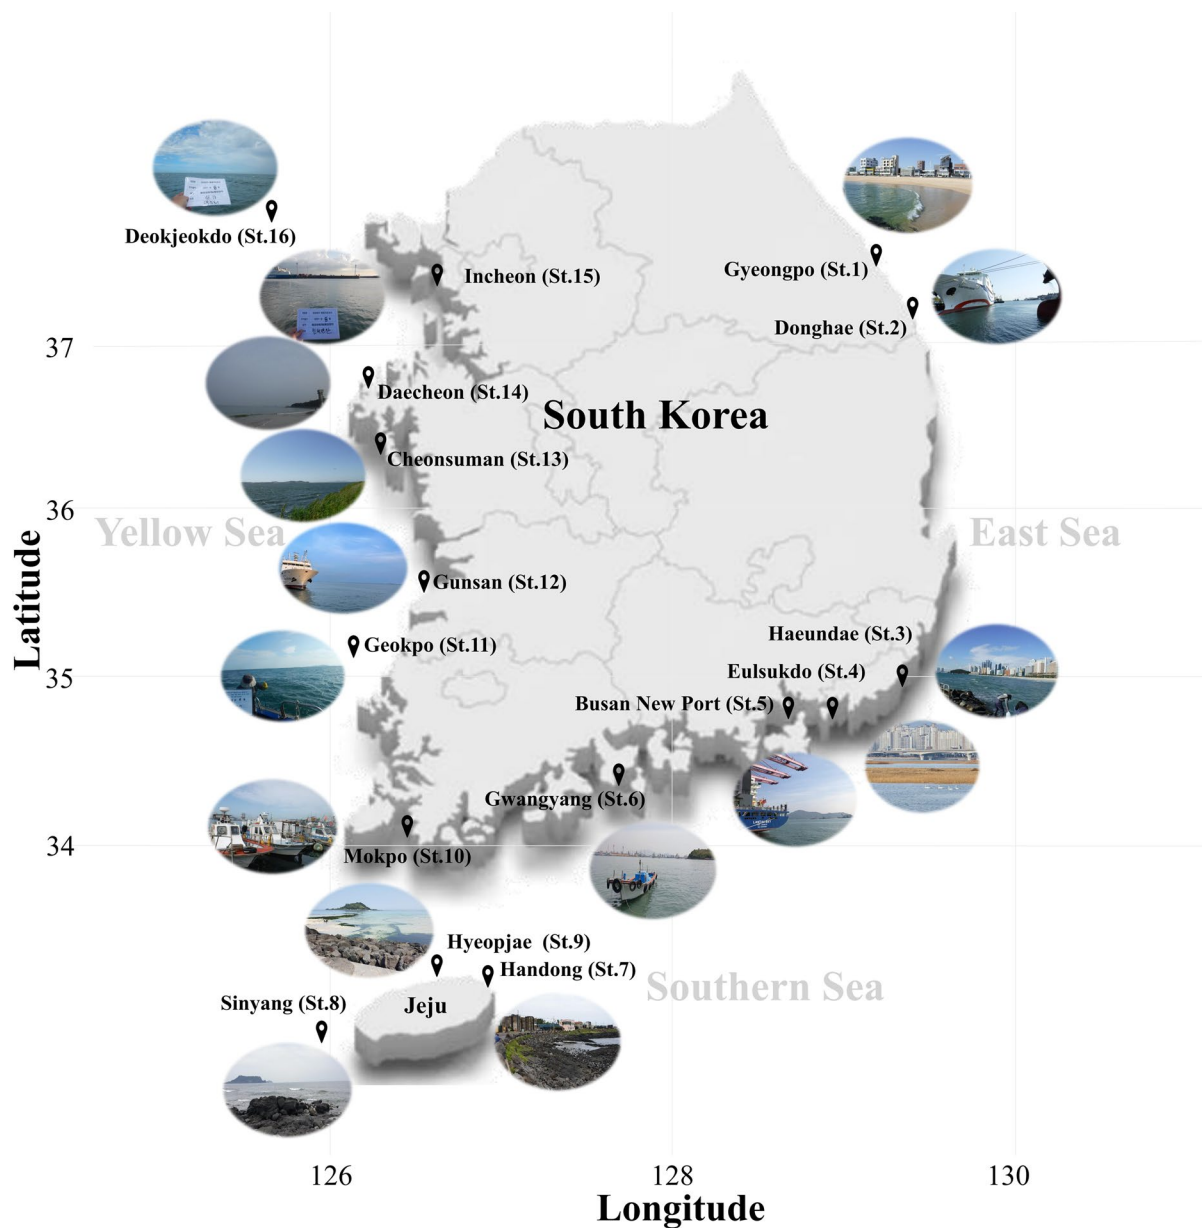 Deokjeokdo (St.16)
Gyeongpo (St.1)
Incheon (St.15)
Donghae (St.2)
37
Daecheon (St.14)
South Korea
Cheonsuman (St.13)
36
Yellow Sea
East Sea
Gunsan (St.12)
Latitude
Haeundae (St.3)
Geokpo (St.11)
Eulsukdo (St.4)
35
Busan New Port (St.5)
Gwangyang (St.6)
34
Mokpo (St.10)
Hyeopjae (St.9)
Handong (St.7)
Southern Sea
Sinyang (St.8)
Jeju
126
128
130
Longitude